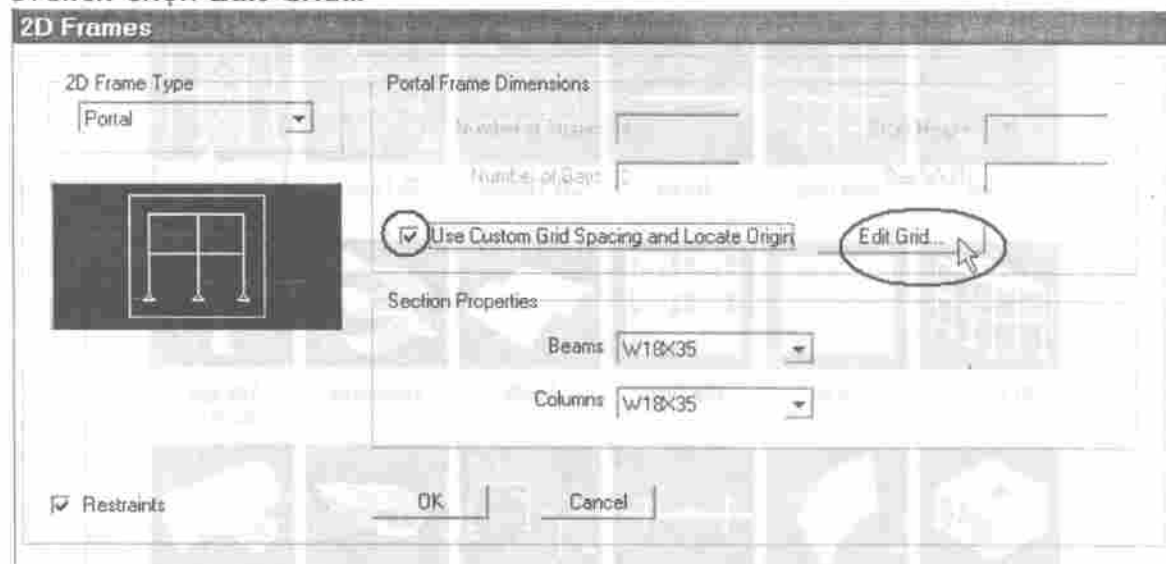 2D Frames
2D Frame Type
Portal
Portal Frame Dimensions
Number of Bays
Use Custom Grid Spacing and Locate Origin
Edit Grid...
Section Properties
Beams W18X35
Columns W18X35
Restraints
OK
Cancel